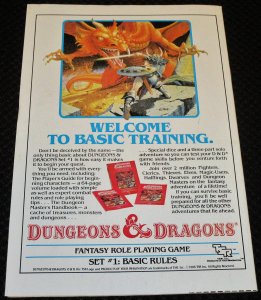 WELCOME
TO BASIC TRAINING.
Don't be deceived by the name—the
only thing basic about DUNGEONS &
DRAGONS Set #1 is how easy it makes
it to begin your quest.
You'll be armed with every-
thing you need, including:
The Player's Guide for begin-
ning characters — a 64-page
volume loaded with simple
as well as expert combat
rules and role playing
tips . . . The Dungeon
Masters Handbook — a
cache of treasures, monsters
and dungeons . . .
Special dice and a three-part solo
adventure so you can test your D&D®
game skills before you venture forth
with friends.
Join over 2 million Fighters,
Clerics, Thieves, Elves, Magic-Users,
Halflings, Dwarves and Dungeon
Masters on the fantasy
adventure of a lifetime!
And if you can survive basic
training, you'll be well
prepared for all the other
DUNGEONS & DRAGONS
adventures that lie ahead.
DUNGEONS & DRAGONS®
FANTASY ROLE PLAYING GAME
SET #1: BASIC RULES